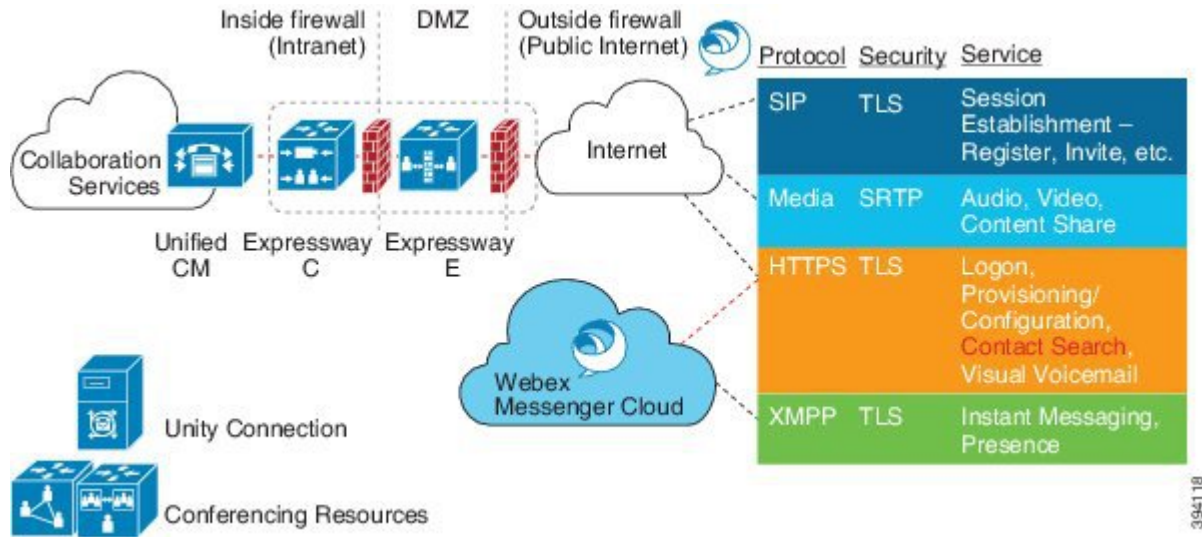 Inside firewall
(Intranet)
DMZ
Outside firewall
(Public Internet)
Protocol Security Service
Collaboration
Services
Unified
CM
Expressway
C
Expressway
E
Internet
SIP TLS Session
Establishment –
Register, Invite, etc.
Media SRTP Audio, Video,
Content Share
HTTPS TLS Logon,
Provisioning/
Configuration,
Contact Search,
Visual Voicemail
XMPP TLS Instant Messaging,
Presence
Webex
Messenger Cloud
Unity Connection
Conferencing Resources
394118